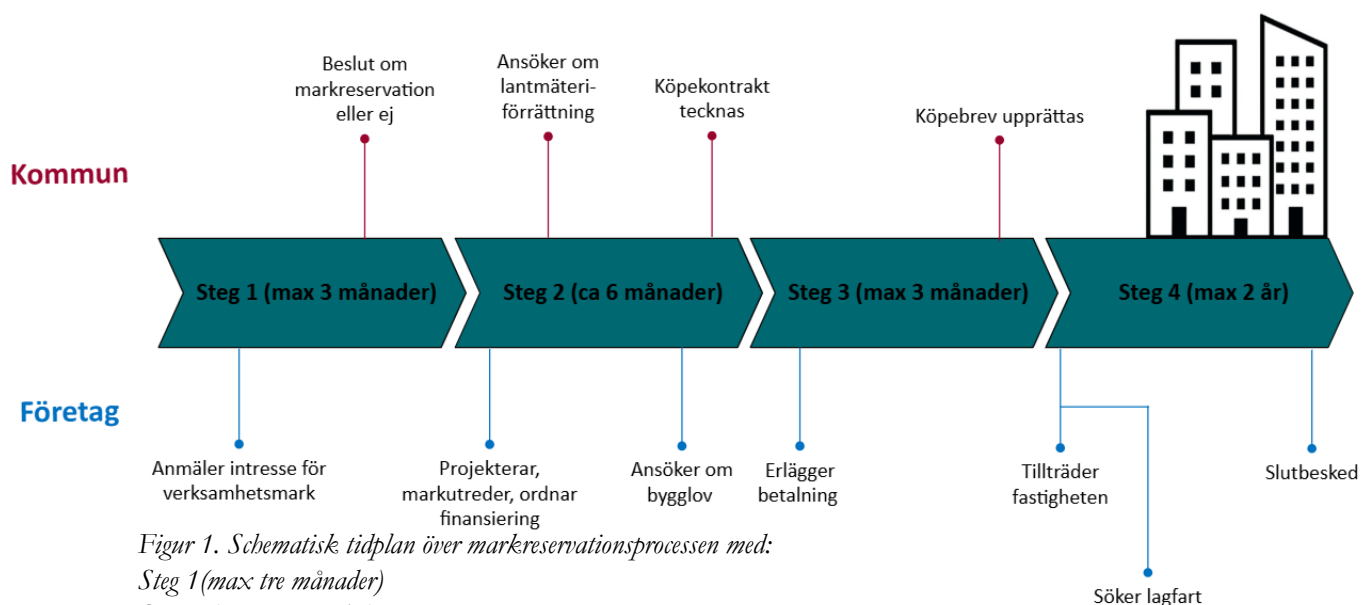 Beslut om
markreservation
eller ej
Ansöker om
lantmäteri-
förrättning
Köpekontrakt
tecknas
Köpebrev upprättas
Kommun
Steg 1 (max 3 månader)
Steg 2 (ca 6 månader)
Steg 3 (max 3 månader)
Steg 4 (max 2 år)
Företag
Anmäler intresse för
verksamhetsmark
Projekterar,
markutreder, ordnar
finansiering
Ansöker om
bygglov
Erlägger
betalning
Tillträder
fastigheten
Slutbesked
Söker lagfart
Figur 1. Schematisk tidplan över markreservationsprocessen med:
Steg 1(max tre månader)